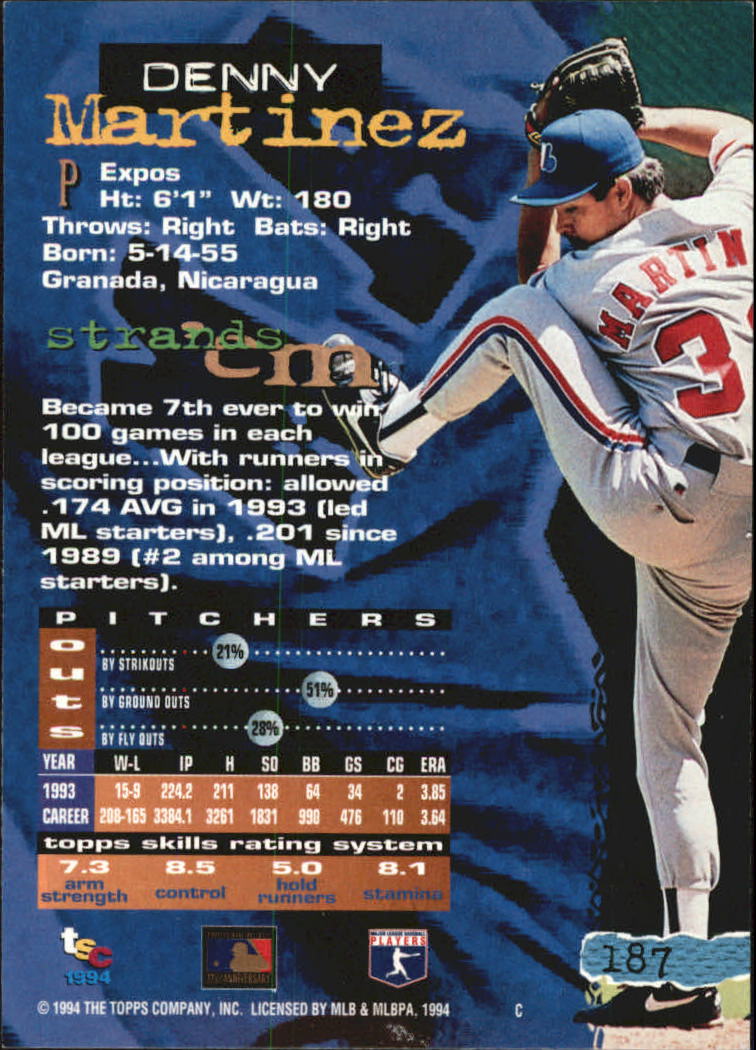 DENNY
Martinez
P Expos
Ht: 6'1" Wt: 180
Throws: Right Bats: Right
Born: 5-14-55
Granada, Nicaragua
strands
em
Became 7th ever to win
100 games in each
league...With runners in
scoring position: allowed
.174 AVG in 1993 (led
ML starters), .201 since
1989 (#2 among ML
starters).
PITCHERS
outs
21%
BY STRIKOUTS
51%
BY GROUND OUTS
28%
BY FLY OUTS
YEAR W-L IP H SO BB GS CG ERA
1993 15-9 224.2 211 138 64 34 2 3.85
CAREER 208-165 3384.1 3261 1831 990 476 110 3.64
topps skills rating system
7.3 8.5 5.0 8.1
arm strength control hold runners stamina
MARTIN
3
tsc
1994
MAJOR LEAGUE BASEBALL
PLAYERS
187
© 1994 THE TOPPS COMPANY, INC. LICENSED BY MLB & MLBPA, 1994 C